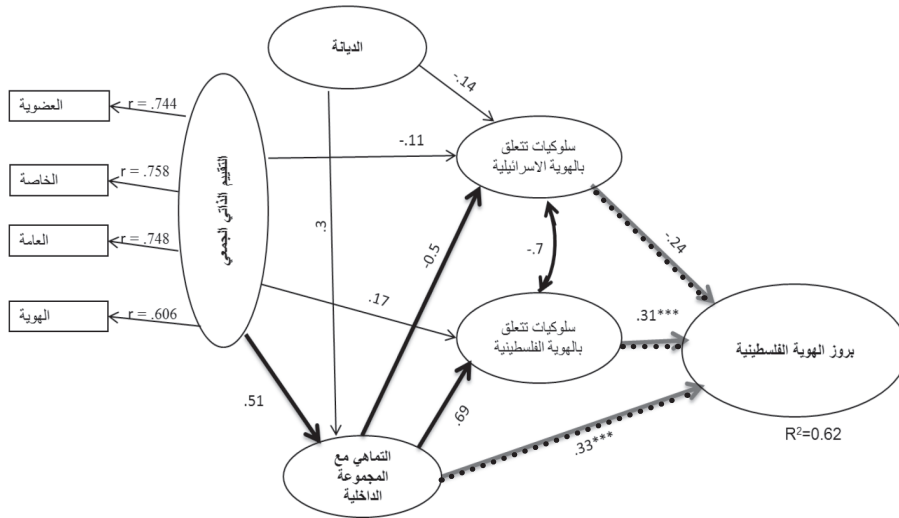 الديانة
-.14
العضوية
r = .744
الخاصة
r = .758
العامة
r = .748
الهوية
r = .606
التقييم الذاتي الجمعي
-.11
سلوكيات تتعلق
بالهوية الاسرائيلية
.3
-0.5
-.7
-.24
.17
سلوكيات تتعلق
بالهوية الفلسطينية
.31***
بروز الهوية الفلسطينية
R²=0.62
.51
.69
.33***
التماهي مع
المجموعة
الداخلية